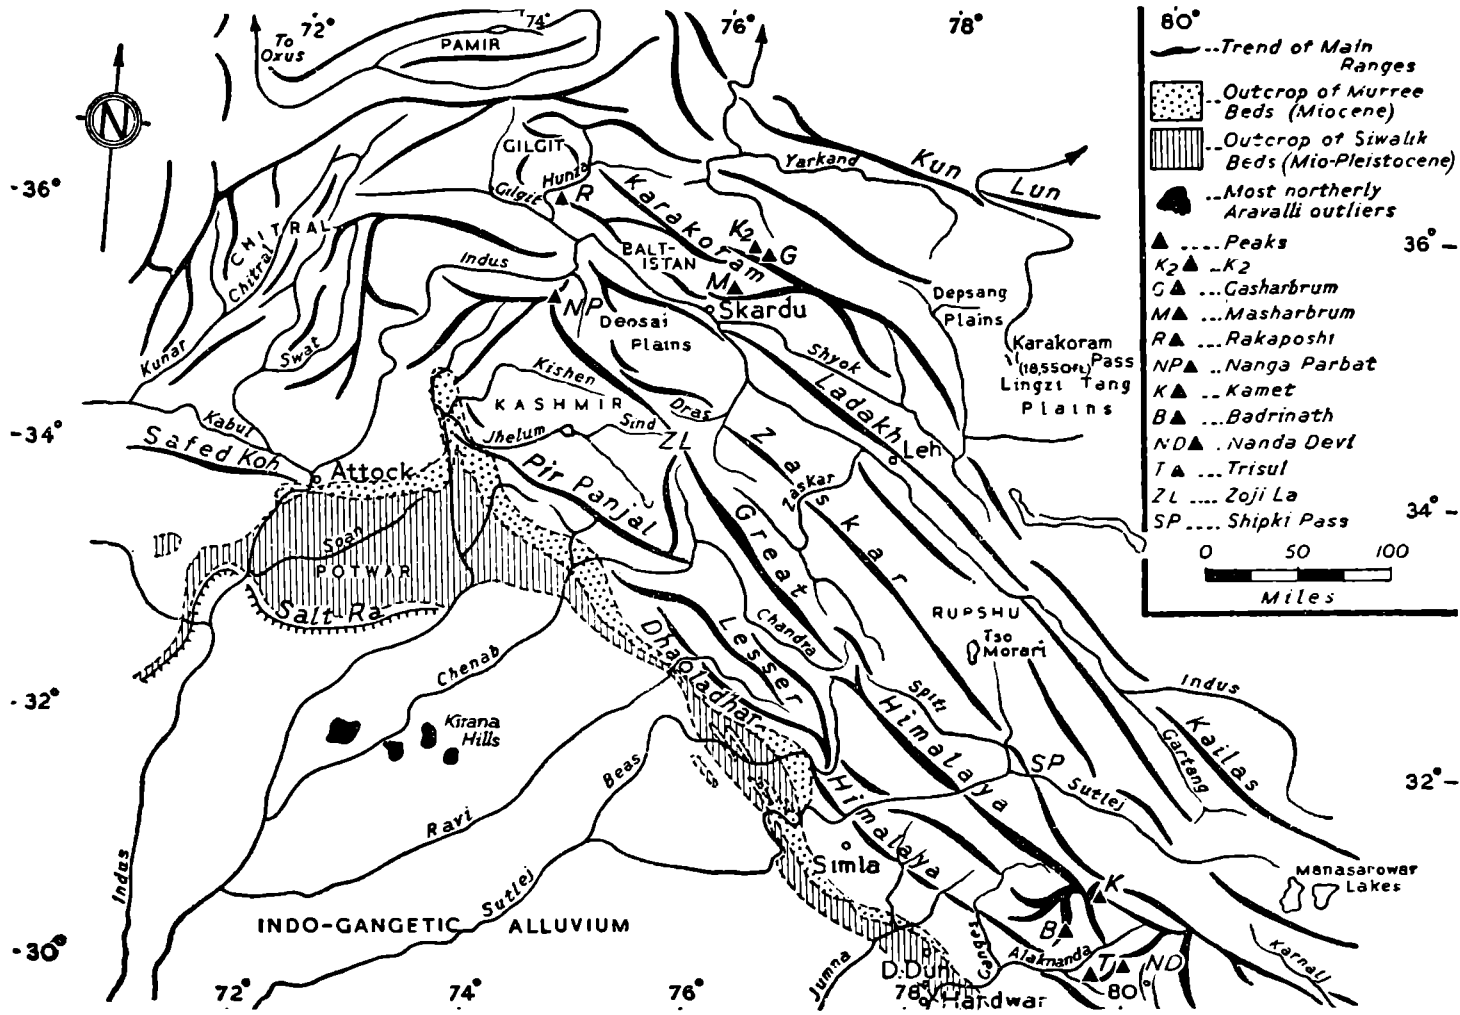 72°
74°
76°
78°
80°
To
Oxus
PAMIR
N
Trend of Main
Ranges
Outcrop of Murree
Beds (Miocene)
Outcrop of Siwalik
Beds (Mio-Pleistocene)
Most northerly
Aravalli outliers
Peaks
K2 K2
G Gasharbrum
M Masharbrum
R Rakaposhi
NP Nanga Parbat
K Kamet
B Badrinath
ND Nanda Devi
T Trisul
ZL Zoji La
SP Shipki Pass
0 50 100
Miles
36°
36°
34°
34°
32°
32°
30°
GILGIT
Hunza
Gilgit
R
Yarkand
Kun
Lun
Karakoram
K2
G
M
BALT-
ISTAN
Skardu
CHITRAL
Chitral
Indus
NP
Deosai
Plains
Depsang
Plains
Karakoram
(18,550ft) Pass
Lingzi Tang
Plains
Kunar
Swat
Kishen
KASHMIR
Shyok
Ladakh
Dras
Sind
Jhelum
ZL
Leh
Kabul
Safed Koh
Attock
Pir Panjal
Zaskar
Zaskar
Great
Soan
POTWAR
Salt Ra
RUPSHU
Tso
Morari
Chandra
Lesser
Dhaoladhar
Chenab
Kirana
Hills
Spiti
Himalaya
SP
Sutlej
Indus
Gartang
Kailas
Beas
Ravi
Himalaya
Simla
Manasarowar
Lakes
Indus
Sutlej
INDO-GANGETIC ALLUVIUM
K
B
Ganges
Alaknanda
T
ND
Karnali
Jumna
D.Dun
Hardwar
72°
74°
76°
78°
80°